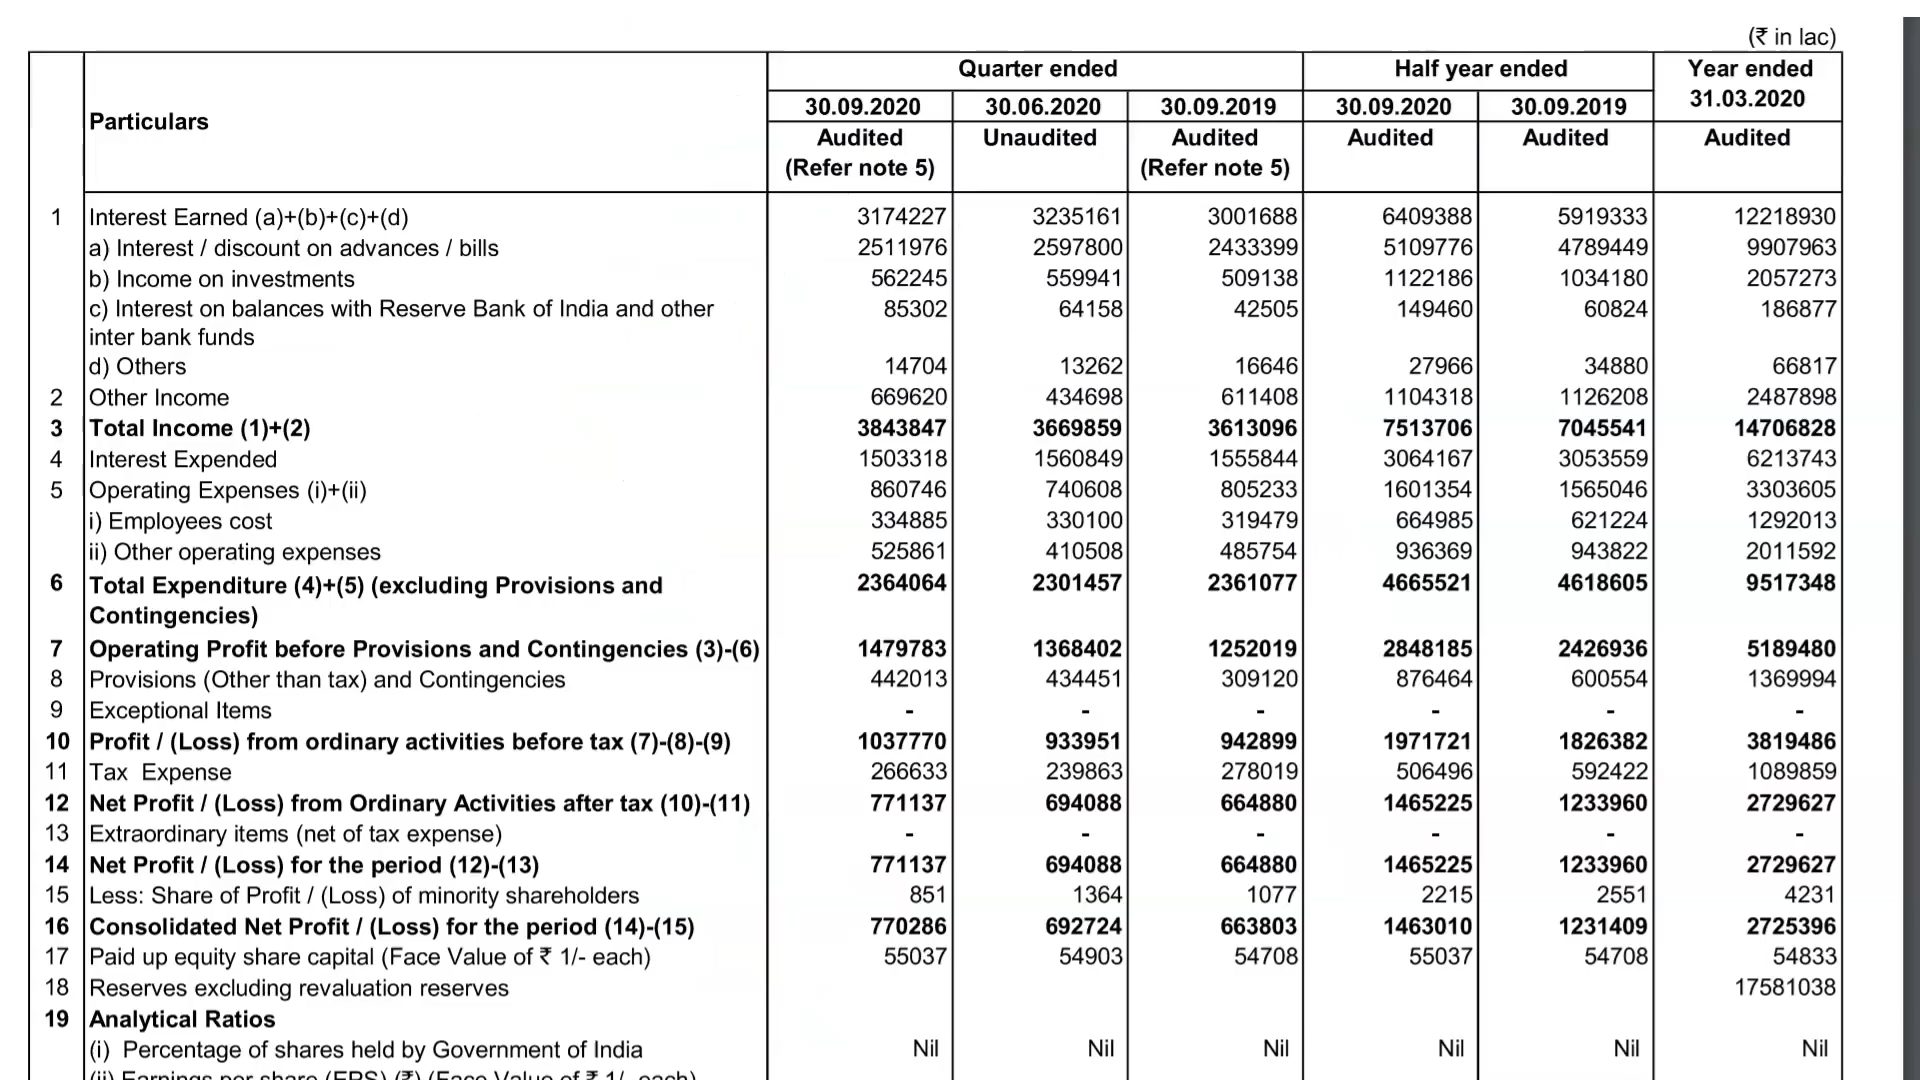 (₹ in lac)
Particulars Quarter ended Half year ended Year ended
30.09.2020 30.06.2020 30.09.2019 30.09.2020 30.09.2019 31.03.2020
Audited Unaudited Audited Audited Audited Audited
(Refer note 5) (Refer note 5)
1 Interest Earned (a)+(b)+(c)+(d) 3174227 3235161 3001688 6409388 5919333 12218930
a) Interest / discount on advances / bills 2511976 2597800 2433399 5109776 4789449 9907963
b) Income on investments 562245 559941 509138 1122186 1034180 2057273
c) Interest on balances with Reserve Bank of India and other 85302 64158 42505 149460 60824 186877
inter bank funds
d) Others 14704 13262 16646 27966 34880 66817
2 Other Income 669620 434698 611408 1104318 1126208 2487898
3 Total Income (1)+(2) 3843847 3669859 3613096 7513706 7045541 14706828
4 Interest Expended 1503318 1560849 1555844 3064167 3053559 6213743
5 Operating Expenses (i)+(ii) 860746 740608 805233 1601354 1565046 3303605
i) Employees cost 334885 330100 319479 664985 621224 1292013
ii) Other operating expenses 525861 410508 485754 936369 943822 2011592
6 Total Expenditure (4)+(5) (excluding Provisions and 2364064 2301457 2361077 4665521 4618605 9517348
Contingencies)
7 Operating Profit before Provisions and Contingencies (3)-(6) 1479783 1368402 1252019 2848185 2426936 5189480
8 Provisions (Other than tax) and Contingencies 442013 434451 309120 876464 600554 1369994
9 Exceptional Items - - - - - -
10 Profit / (Loss) from ordinary activities before tax (7)-(8)-(9) 1037770 933951 942899 1971721 1826382 3819486
11 Tax Expense 266633 239863 278019 506496 592422 1089859
12 Net Profit / (Loss) from Ordinary Activities after tax (10)-(11) 771137 694088 664880 1465225 1233960 2729627
13 Extraordinary items (net of tax expense) - - - - - -
14 Net Profit / (Loss) for the period (12)-(13) 771137 694088 664880 1465225 1233960 2729627
15 Less: Share of Profit / (Loss) of minority shareholders 851 1364 1077 2215 2551 4231
16 Consolidated Net Profit / (Loss) for the period (14)-(15) 770286 692724 663803 1463010 1231409 2725396
17 Paid up equity share capital (Face Value of ₹ 1/- each) 55037 54903 54708 55037 54708 54833
18 Reserves excluding revaluation reserves 17581038
19 Analytical Ratios
(i) Percentage of shares held by Government of India Nil Nil Nil Nil Nil Nil
(ii) Earnings per share (EPS) (₹) (Face Value of ₹ 1/- each)